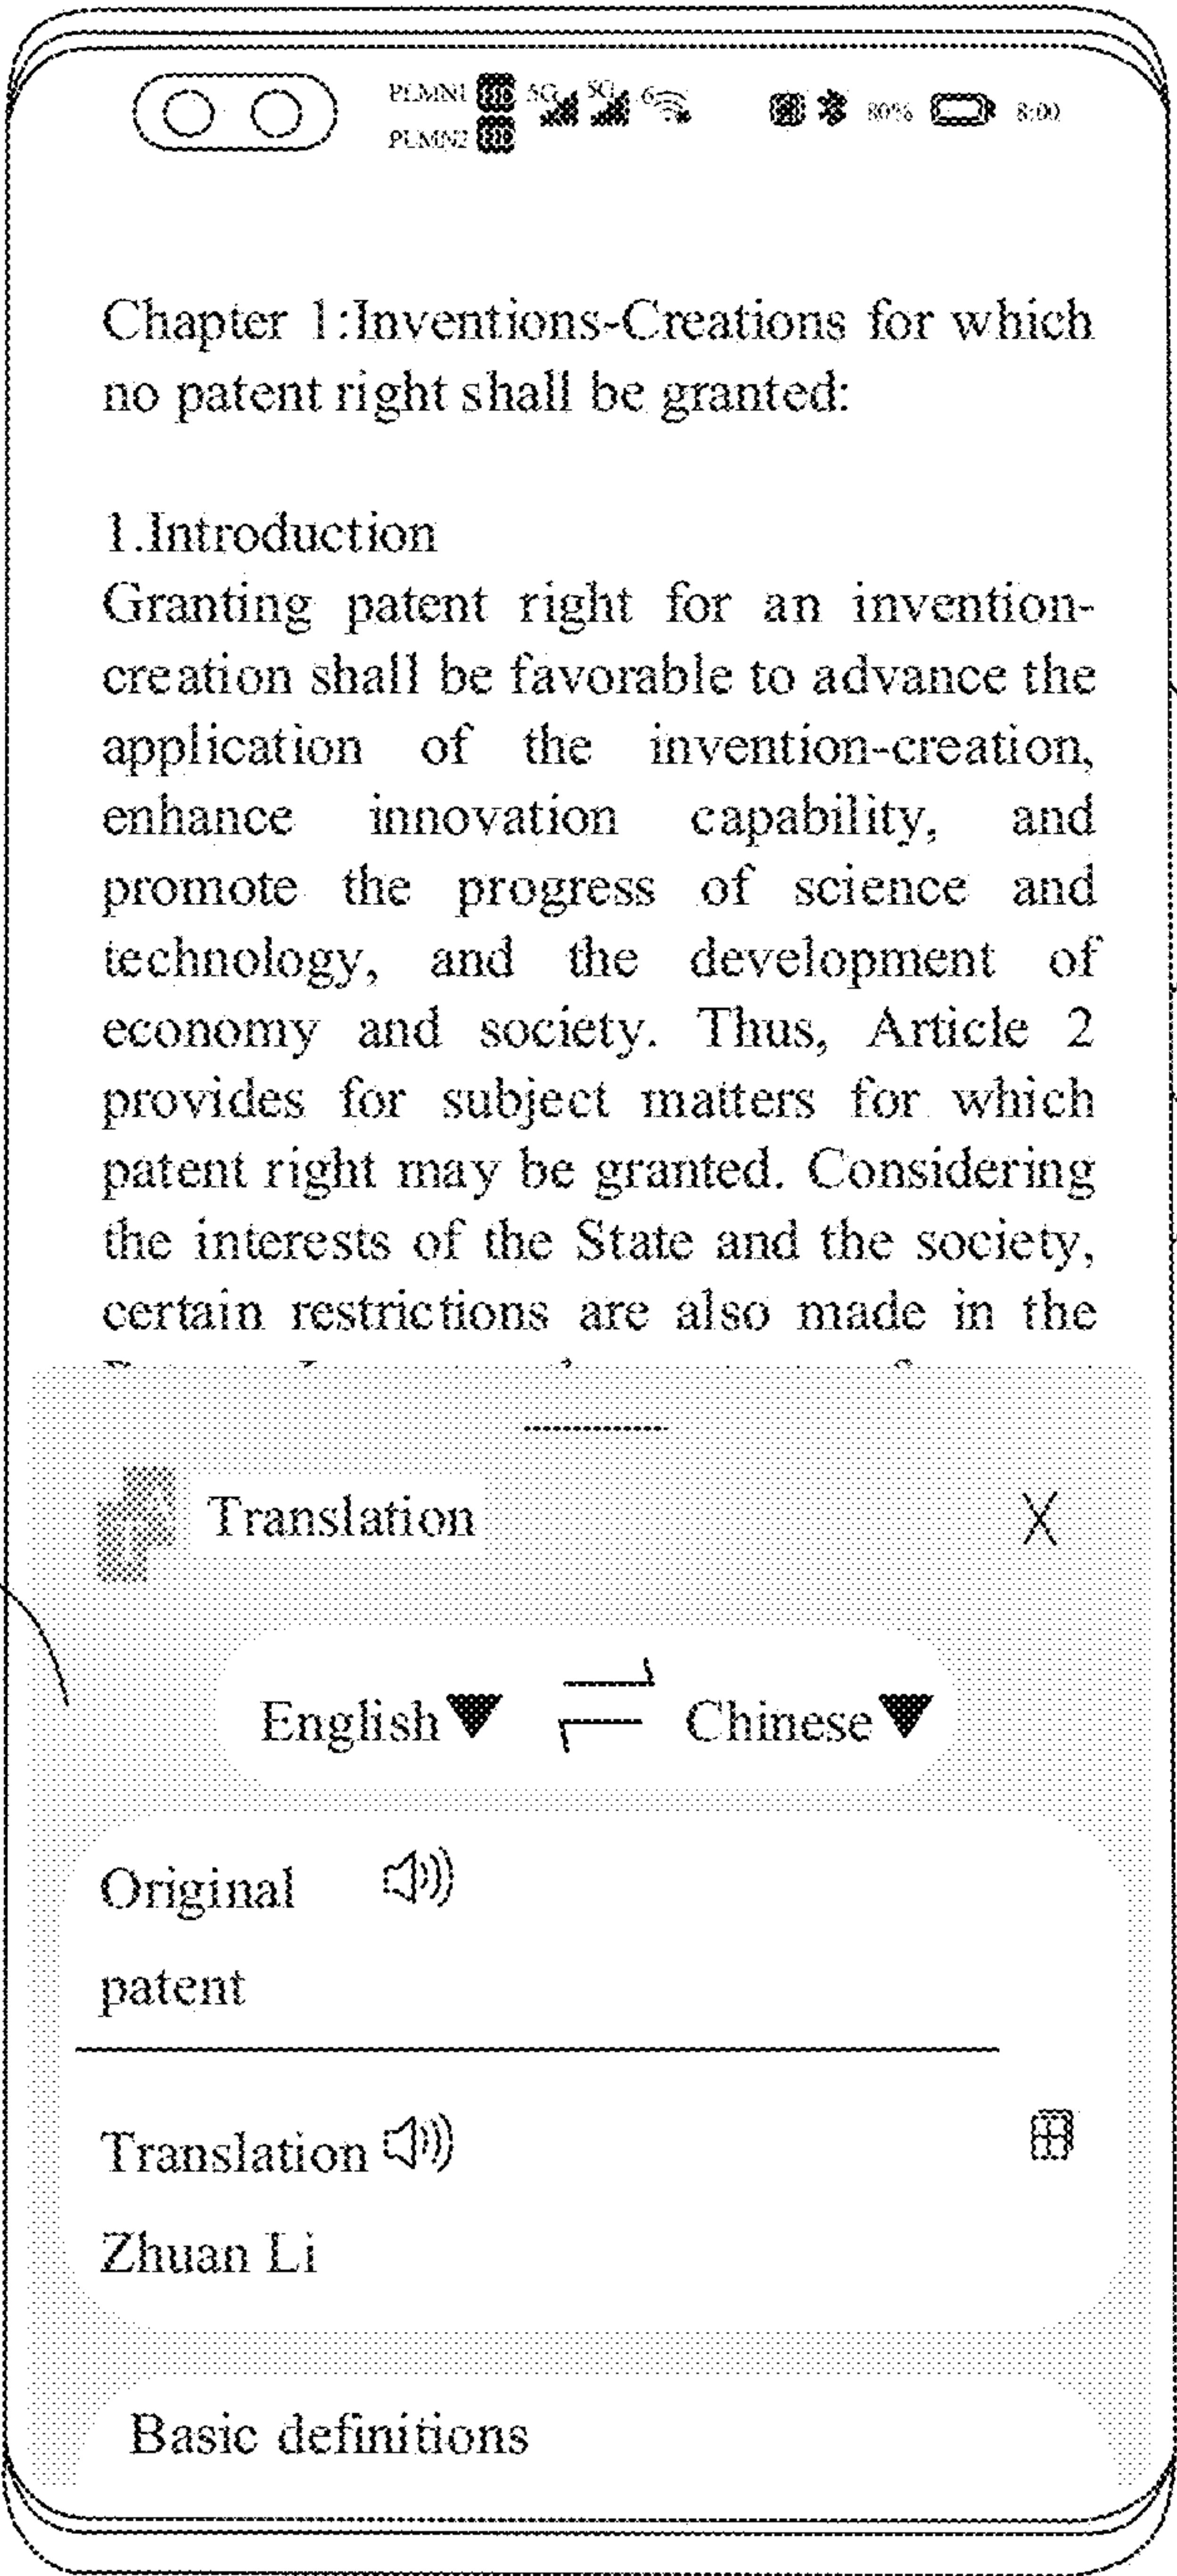 PLMN1 HD 5G 5G 6 80% 8:00
PLMN2 HD
Chapter 1:Inventions-Creations for which
no patent right shall be granted:
1.Introduction
Granting patent right for an invention-
creation shall be favorable to advance the
application of the invention-creation,
enhance innovation capability, and
promote the progress of science and
technology, and the development of
economy and society. Thus, Article 2
provides for subject matters for which
patent right may be granted. Considering
the interests of the State and the society,
certain restrictions are also made in the
Translation X
English Chinese
Original
patent
Translation
Zhuan Li
Basic definitions